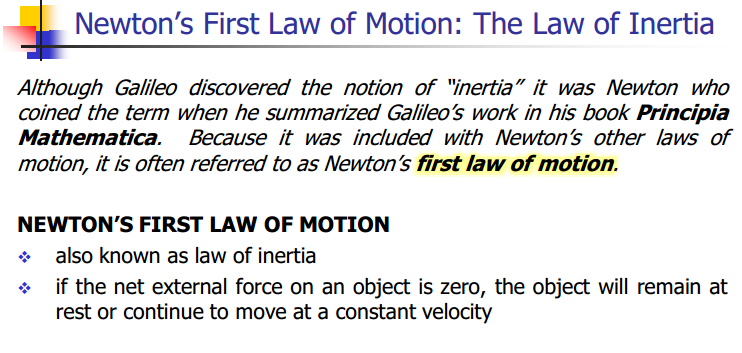 Newton’s First Law of Motion: The Law of Inertia
Although Galileo discovered the notion of “inertia” it was Newton who
coined the term when he summarized Galileo’s work in his book Principia
Mathematica. Because it was included with Newton’s other laws of
motion, it is often referred to as Newton’s first law of motion.
NEWTON’S FIRST LAW OF MOTION
❖ also known as law of inertia
❖ if the net external force on an object is zero, the object will remain at
rest or continue to move at a constant velocity